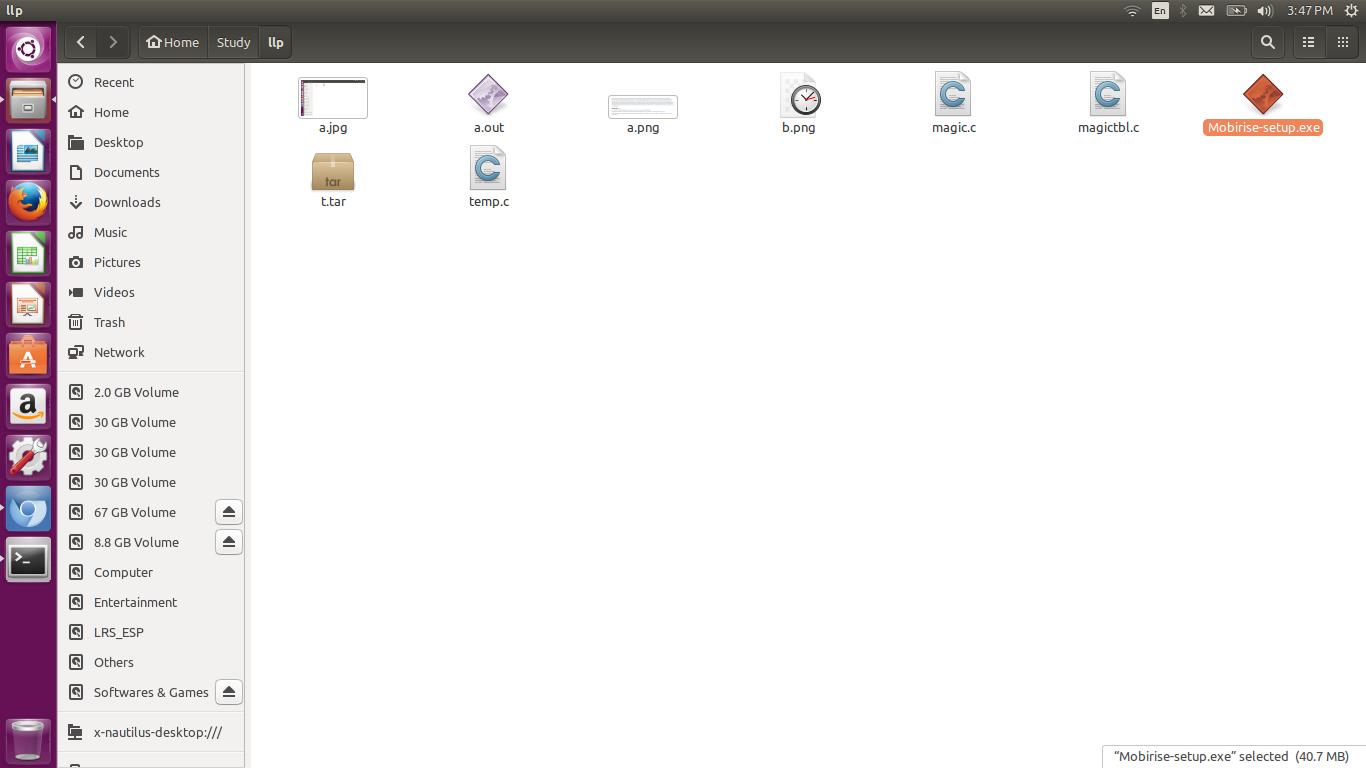 llp
En
3:47 PM
Home
Study
llp
Recent
Home
Desktop
Documents
Downloads
Music
Pictures
Videos
Trash
Network
2.0 GB Volume
30 GB Volume
30 GB Volume
30 GB Volume
67 GB Volume
8.8 GB Volume
Computer
Entertainment
LRS_ESP
Others
Softwares & Games
x-nautilus-desktop:///
a.jpg
a.out
a.png
b.png
magic.c
magictbl.c
Mobirise-setup.exe
tar
t.tar
temp.c
“Mobirise-setup.exe” selected (40.7 MB)